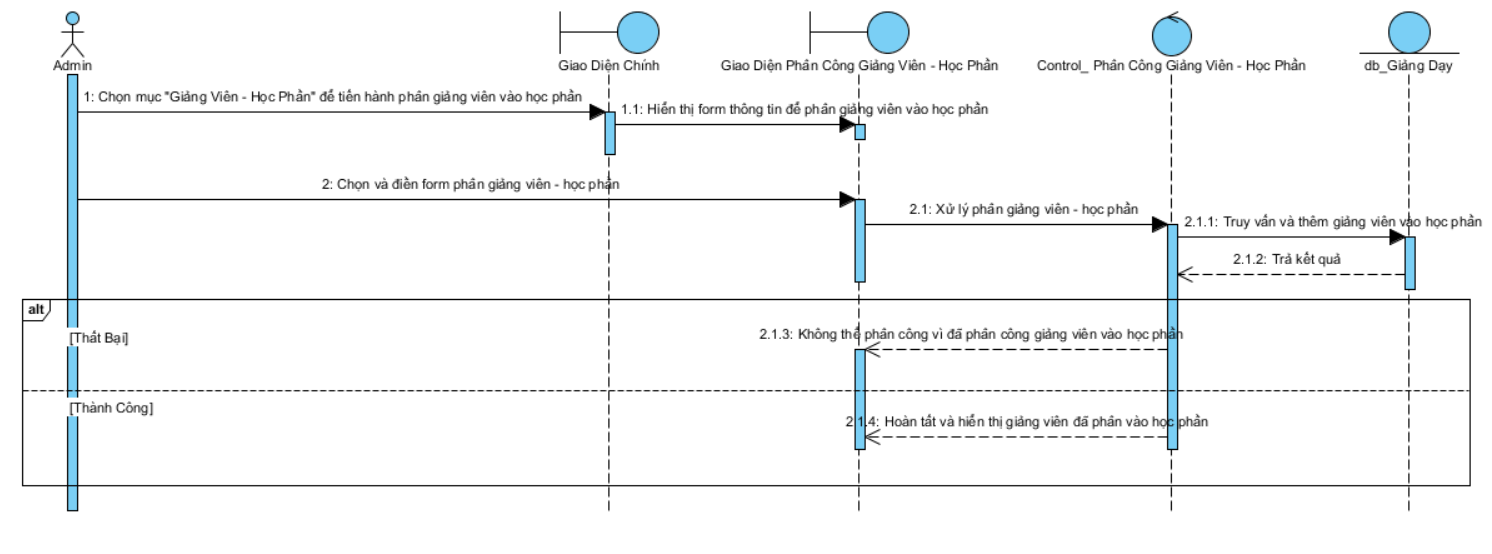 Admin
Giao Diện Chính
Giao Diện Phân Công Giảng Viên - Học Phần
Control_ Phân Công Giảng Viên - Học Phần
db_Giảng Dạy
1: Chọn mục "Giảng Viên - Học Phần" để tiến hành phân giảng viên vào học phần
1.1: Hiển thị form thông tin để phân giảng viên vào học phần
2: Chọn và điền form phân giảng viên - học phần
2.1: Xử lý phân giảng viên - học phần
2.1.1: Truy vấn và thêm giảng viên vào học phần
2.1.2: Trả kết quả
alt
[Thất Bại]
2.1.3: Không thể phân công vì đã phân công giảng viên vào học phần
[Thành Công]
2.1.4: Hoàn tất và hiển thị giảng viên đã phân vào học phần